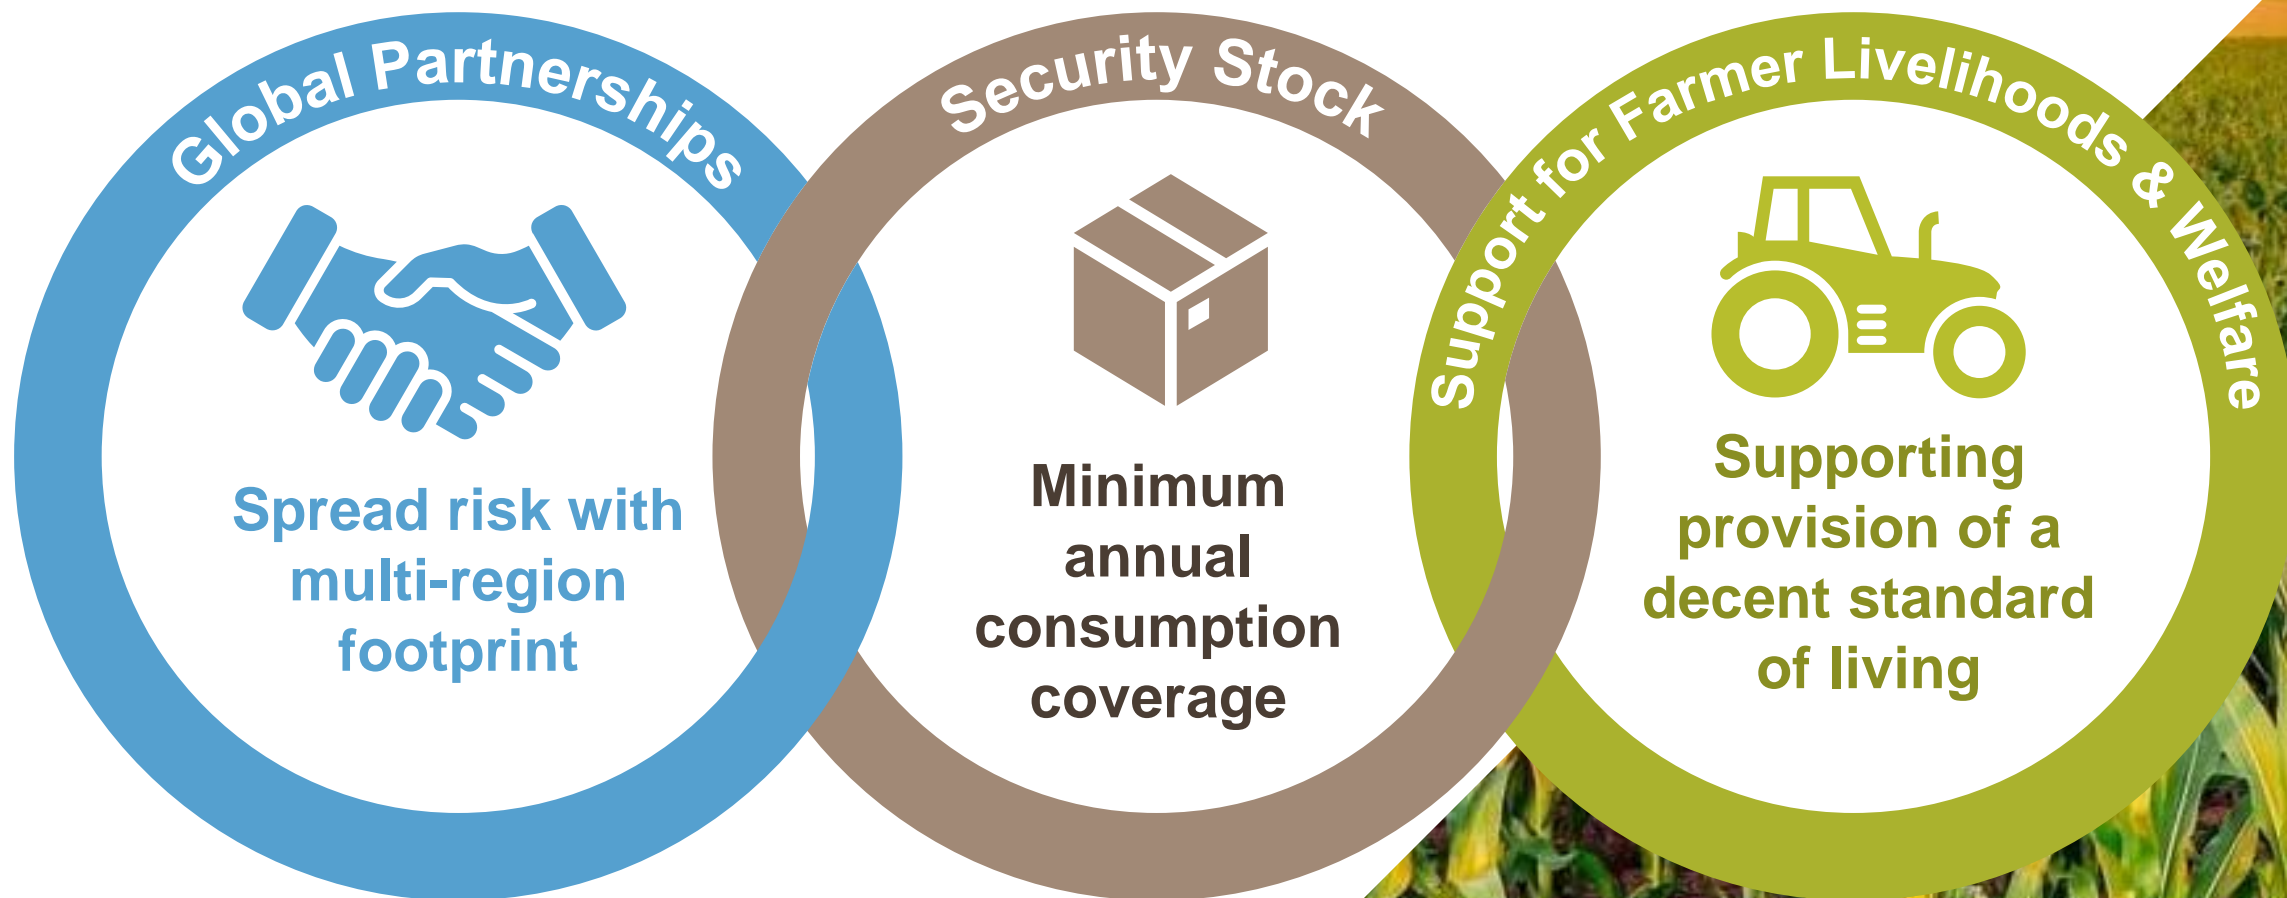 Global Partnerships
Spread risk with
multi-region
footprint
Security Stock
Minimum
annual
consumption
coverage
Support for Farmer Livelihoods & Welfare
Supporting
provision of a
decent standard
of living